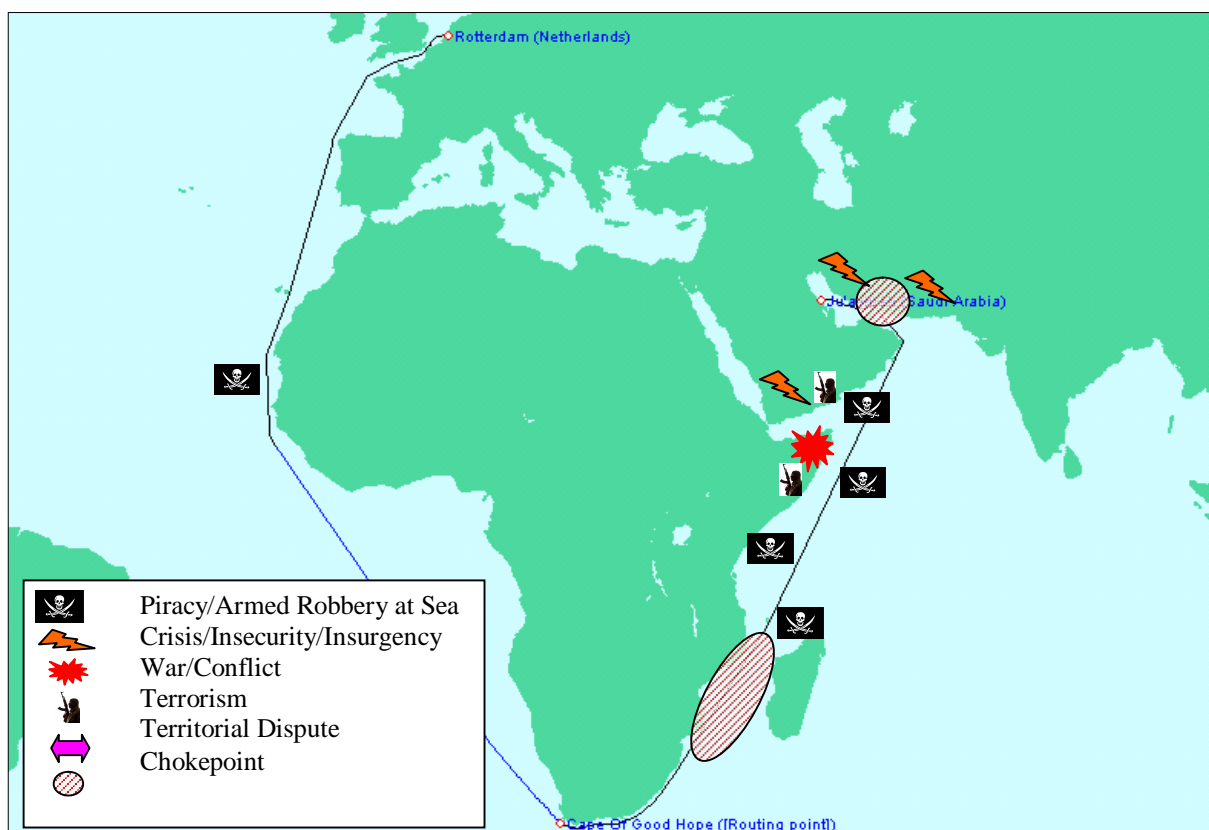 Rotterdam (Netherlands)
Saudi Arabia)
Piracy/Armed Robbery at Sea
Crisis/Insecurity/Insurgency
War/Conflict
Terrorism
Territorial Dispute
Chokepoint
Cape Of Good Hope ([Routing point])